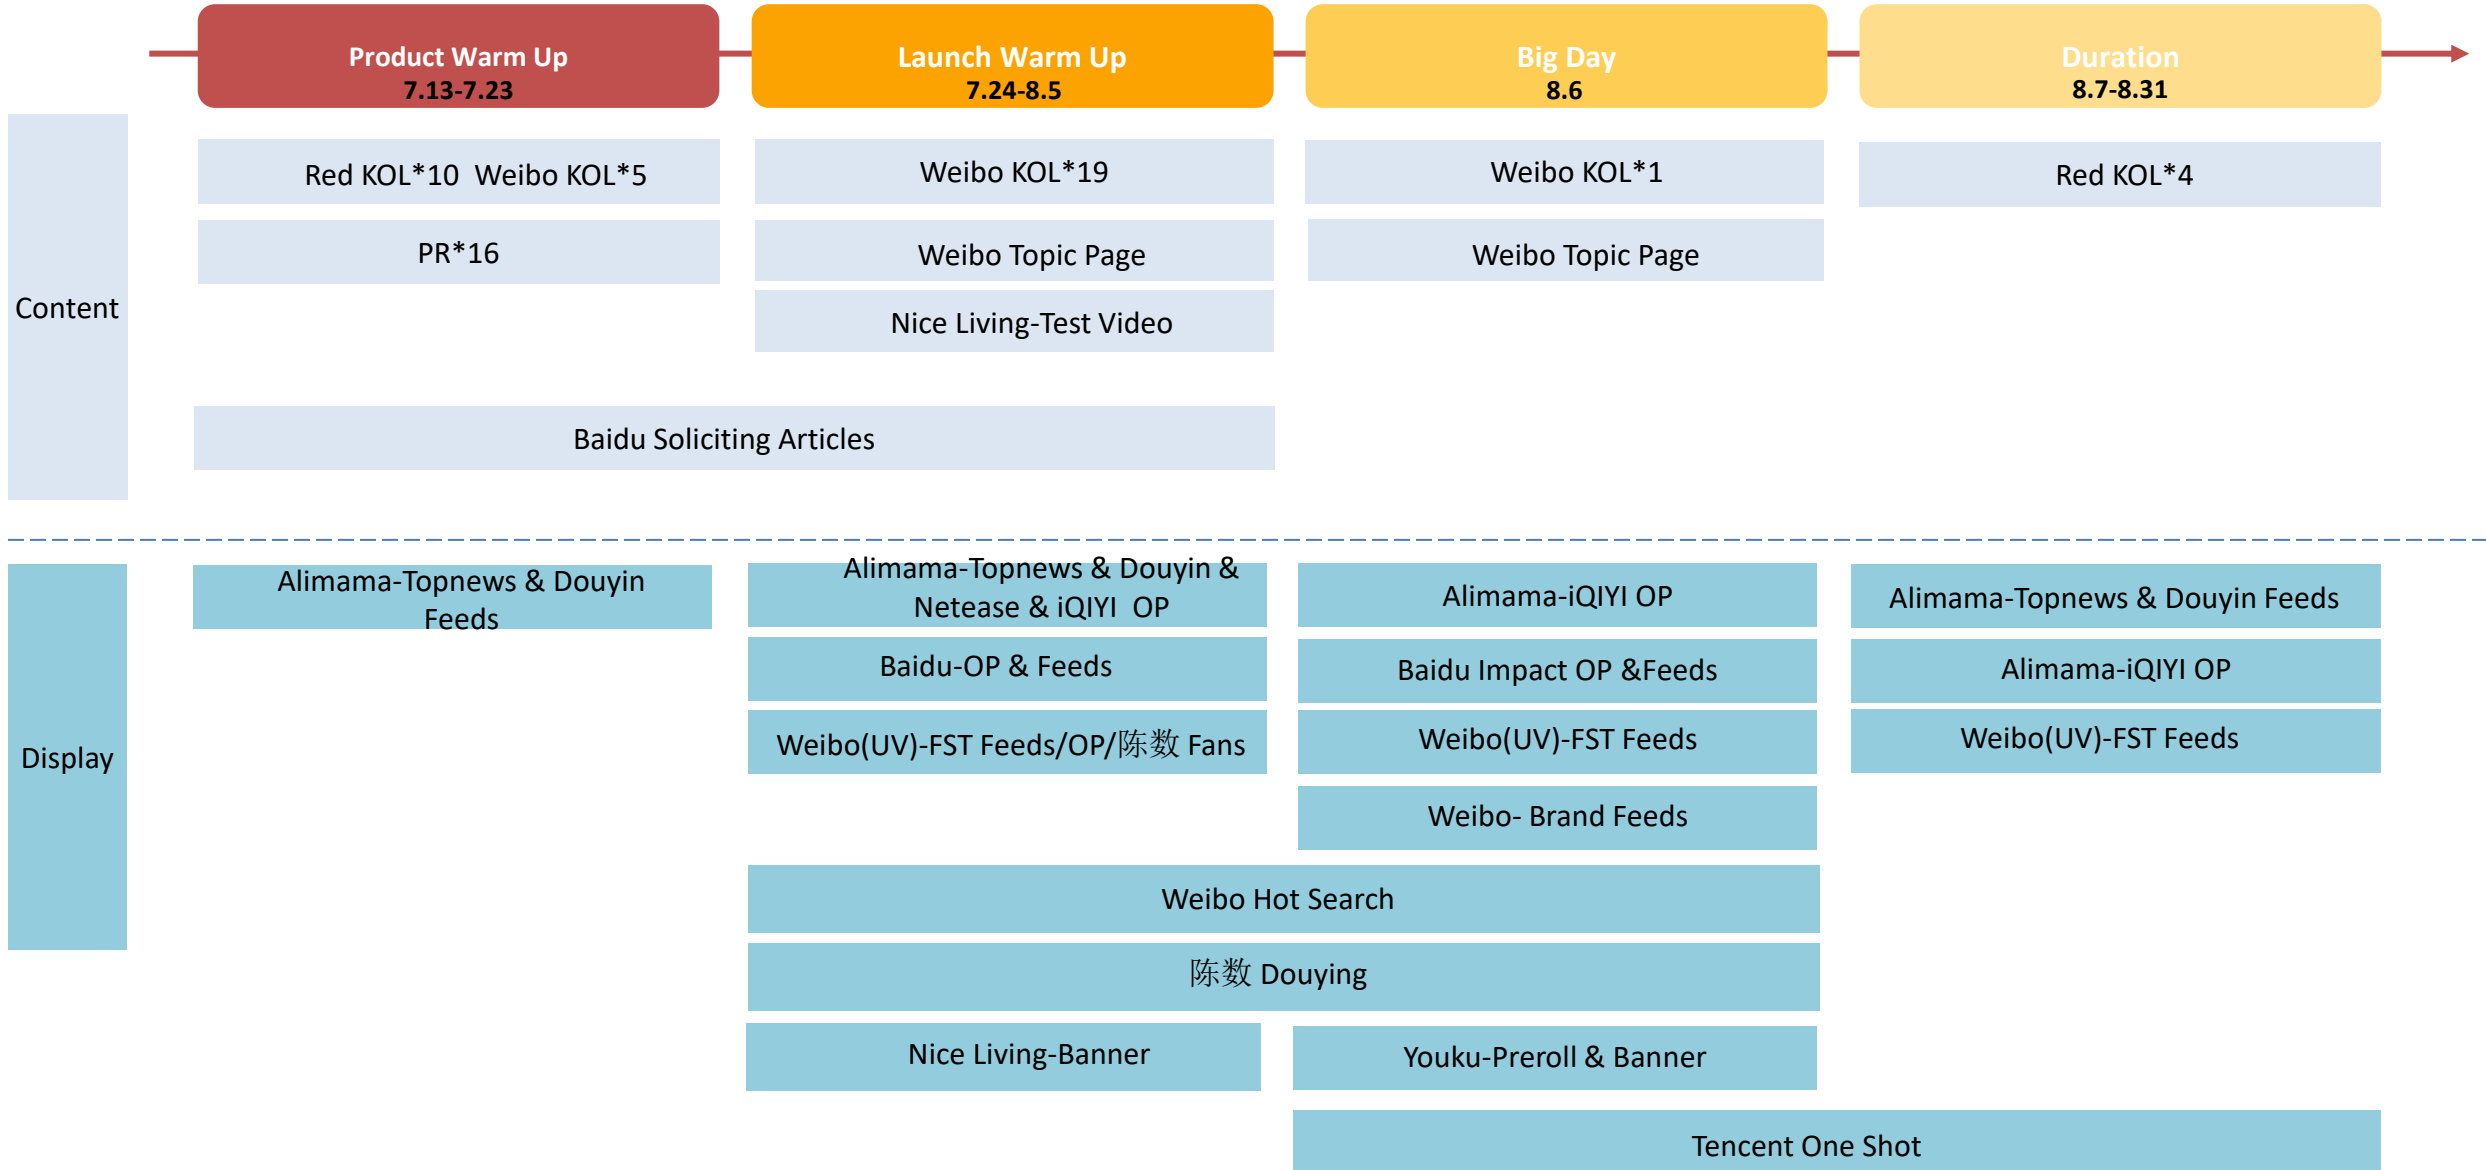 Product Warm Up
7.13-7.23
Launch Warm Up
7.24-8.5
Big Day
8.6
Duration
8.7-8.31
Content
Red KOL*10  Weibo KOL*5
Weibo KOL*19
Weibo KOL*1
Red KOL*4
PR*16
Weibo Topic Page
Weibo Topic Page
Nice Living-Test Video
Baidu Soliciting Articles
Display
Alimama-Topnews & Douyin
Feeds
Alimama-Topnews & Douyin &
Netease & iQIYI  OP
Alimama-iQIYI OP
Alimama-Topnews & Douyin Feeds
Baidu-OP & Feeds
Baidu Impact OP &Feeds
Alimama-iQIYI OP
Weibo(UV)-FST Feeds/OP/陈数 Fans
Weibo(UV)-FST Feeds
Weibo(UV)-FST Feeds
Weibo- Brand Feeds
Weibo Hot Search
陈数 Douying
Nice Living-Banner
Youku-Preroll & Banner
Tencent One Shot